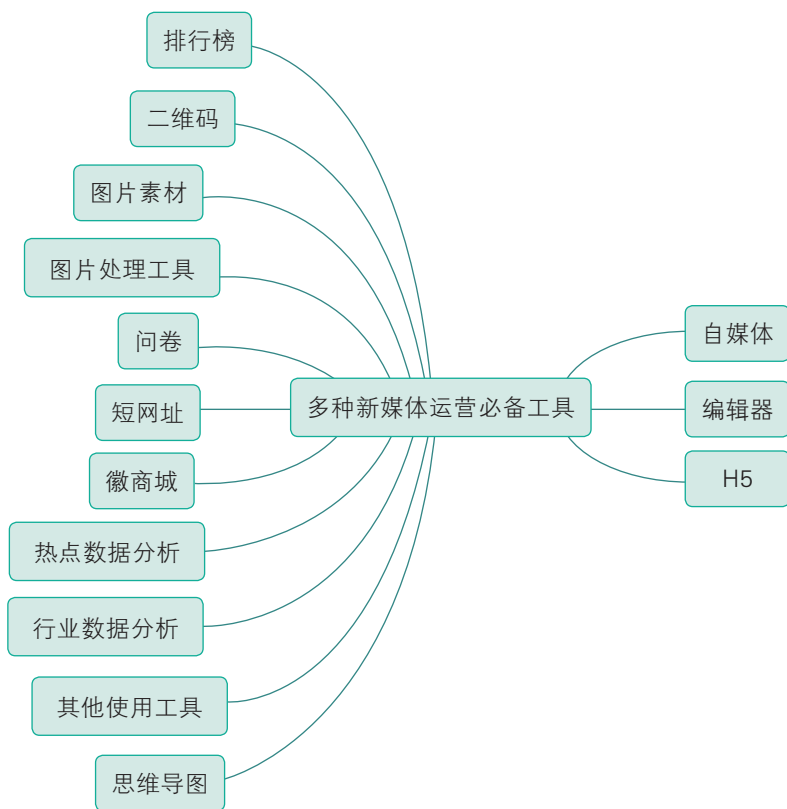 排行榜
二维码
图片素材
图片处理工具
问卷
短网址
徽商城
热点数据分析
行业数据分析
其他使用工具
思维导图
多种新媒体运营必备工具
自媒体
编辑器
H5